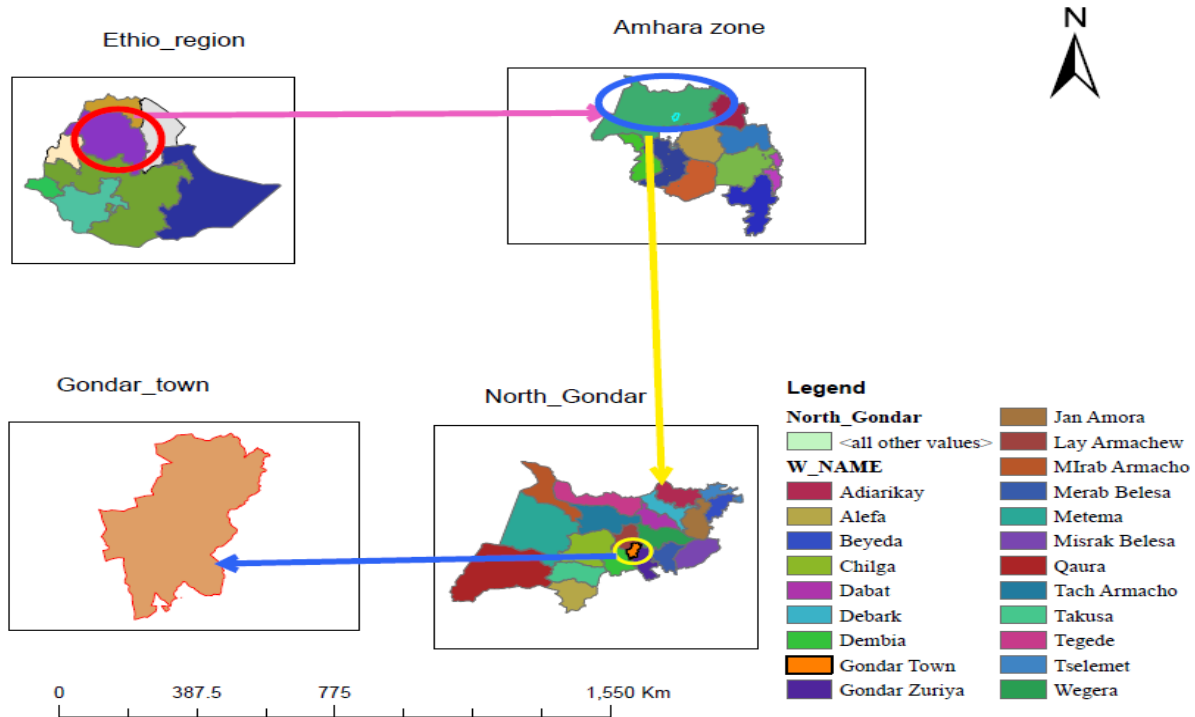 N
Ethio_region
Amhara zone
Gondar_town
North_Gondar
Legend
North_Gondar
<all other values>
W_NAME
Adiarikay
Alefa
Beyeda
Chilga
Dabat
Debark
Dembia
Gondar Town
Gondar Zuriya
Jan Amora
Lay Armachew
MIrab Armacho
Merab Belesa
Metema
Misrak Belesa
Qaura
Tach Armacho
Takusa
Tegede
Tselemet
Wegera
0 387.5 775 1,550 Km